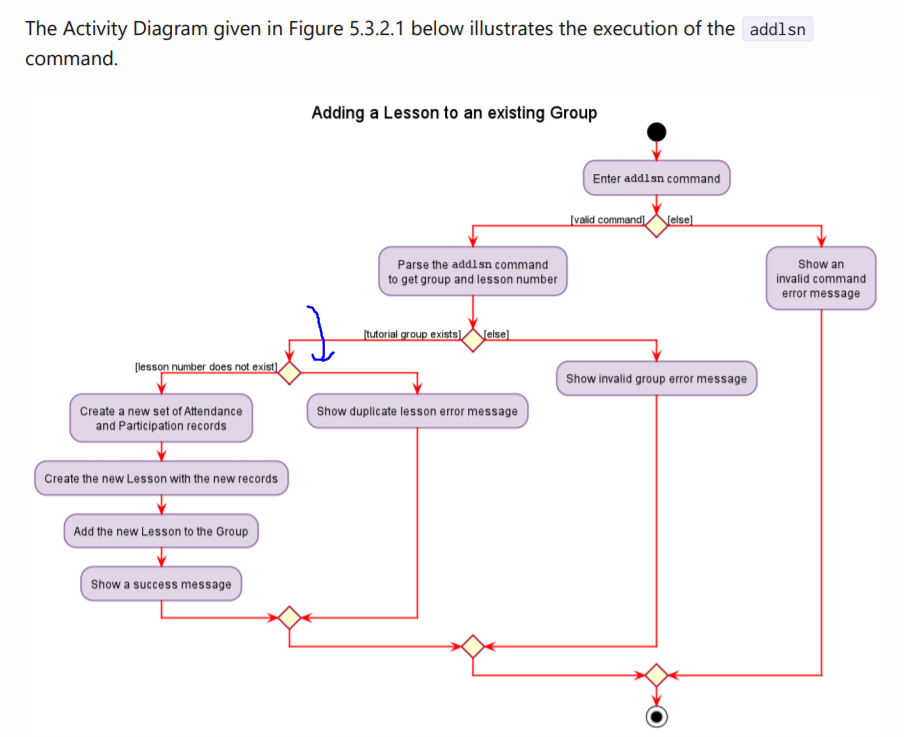 The Activity Diagram given in Figure 5.3.2.1 below illustrates the execution of the addlsn
command.
Adding a Lesson to an existing Group
Enter addlsn command
[valid command]
[else]
Parse the addlsn command
to get group and lesson number
Show an
invalid command
error message
[tutorial group exists]
[else]
[lesson number does not exist]
Show invalid group error message
Create a new set of Attendance
and Participation records
Show duplicate lesson error message
Create the new Lesson with the new records
Add the new Lesson to the Group
Show a success message